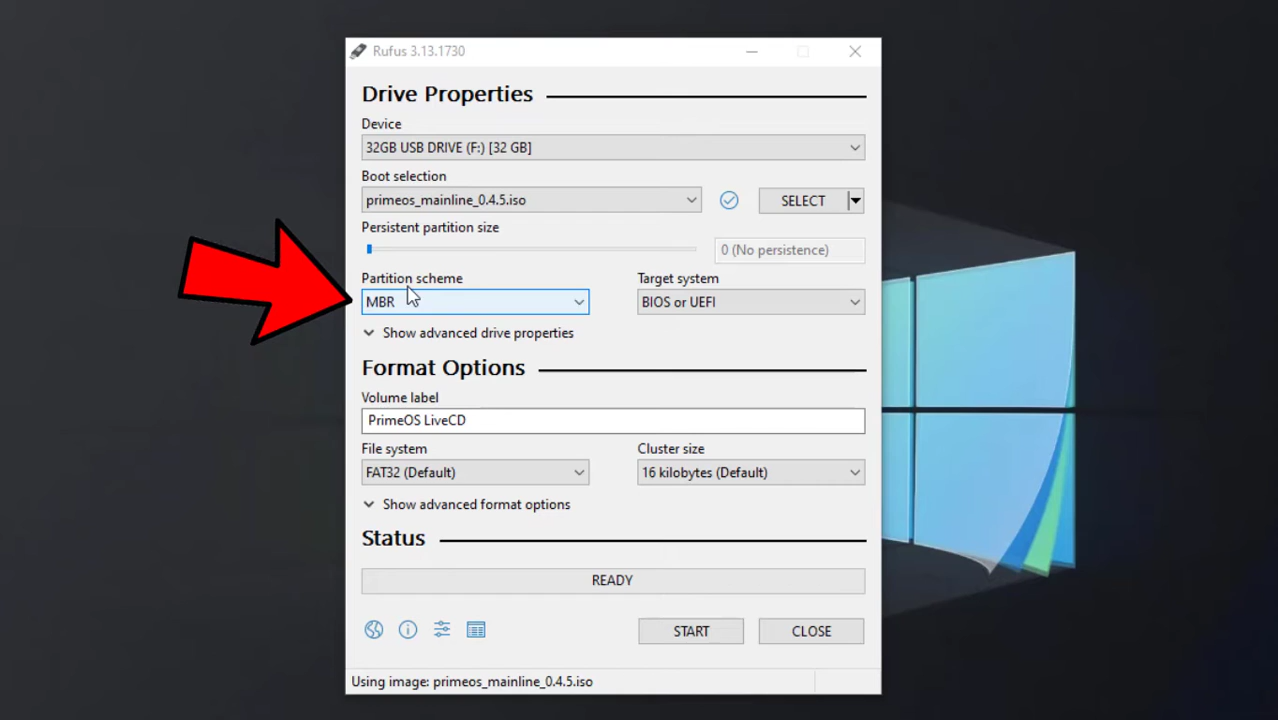 Rufus 3.13.1730
Drive Properties
Device
32GB USB DRIVE (F:) [32 GB]
Boot selection
primeos_mainline_0.4.5.iso
SELECT
Persistent partition size
0 (No persistence)
Partition scheme
Target system
MBR
BIOS or UEFI
Show advanced drive properties
Format Options
Volume label
PrimeOS LiveCD
File system
Cluster size
FAT32 (Default)
16 kilobytes (Default)
Show advanced format options
Status
READY
START
CLOSE
Using image: primeos_mainline_0.4.5.iso